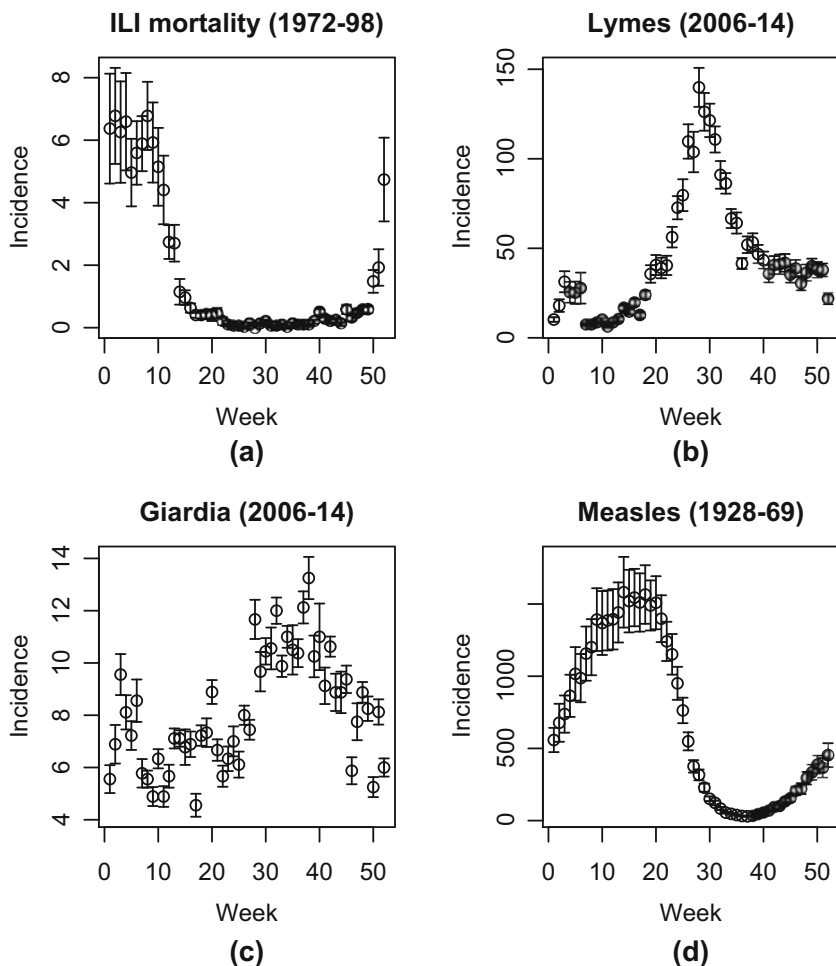 ILI mortality (1972-98)
Incidence
8
6
4
2
0
0 10 20 30 40 50
Week
(a)
Lymes (2006-14)
Incidence
150
100
50
0
0 10 20 30 40 50
Week
(b)
Giardia (2006-14)
Incidence
14
12
10
8
6
4
0 10 20 30 40 50
Week
(c)
Measles (1928-69)
Incidence
1000
500
0
0 10 20 30 40 50
Week
(d)